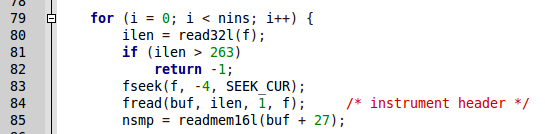 78
79 for (i = 0; i < nins; i++) {
80 ilen = read32l(f);
81 if (ilen > 263)
82 return -1;
83 fseek(f, -4, SEEK_CUR);
84 fread(buf, ilen, 1, f); /* instrument header */
85 nsmp = readmem16l(buf + 27);